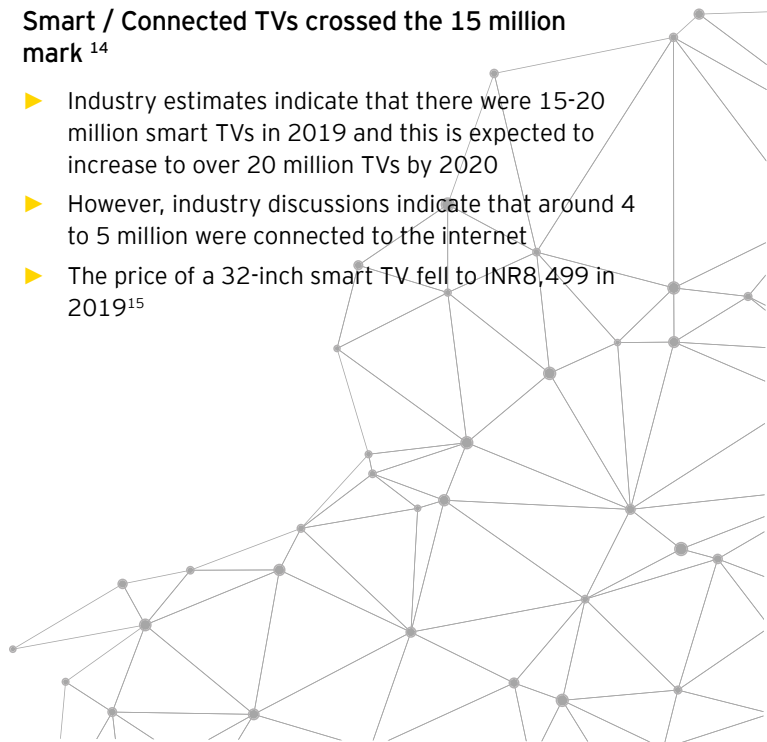 Smart / Connected TVs crossed the 15 million
mark 14
► Industry estimates indicate that there were 15-20
million smart TVs in 2019 and this is expected to
increase to over 20 million TVs by 2020
► However, industry discussions indicate that around 4
to 5 million were connected to the internet
► The price of a 32-inch smart TV fell to INR8,499 in
2019¹⁵